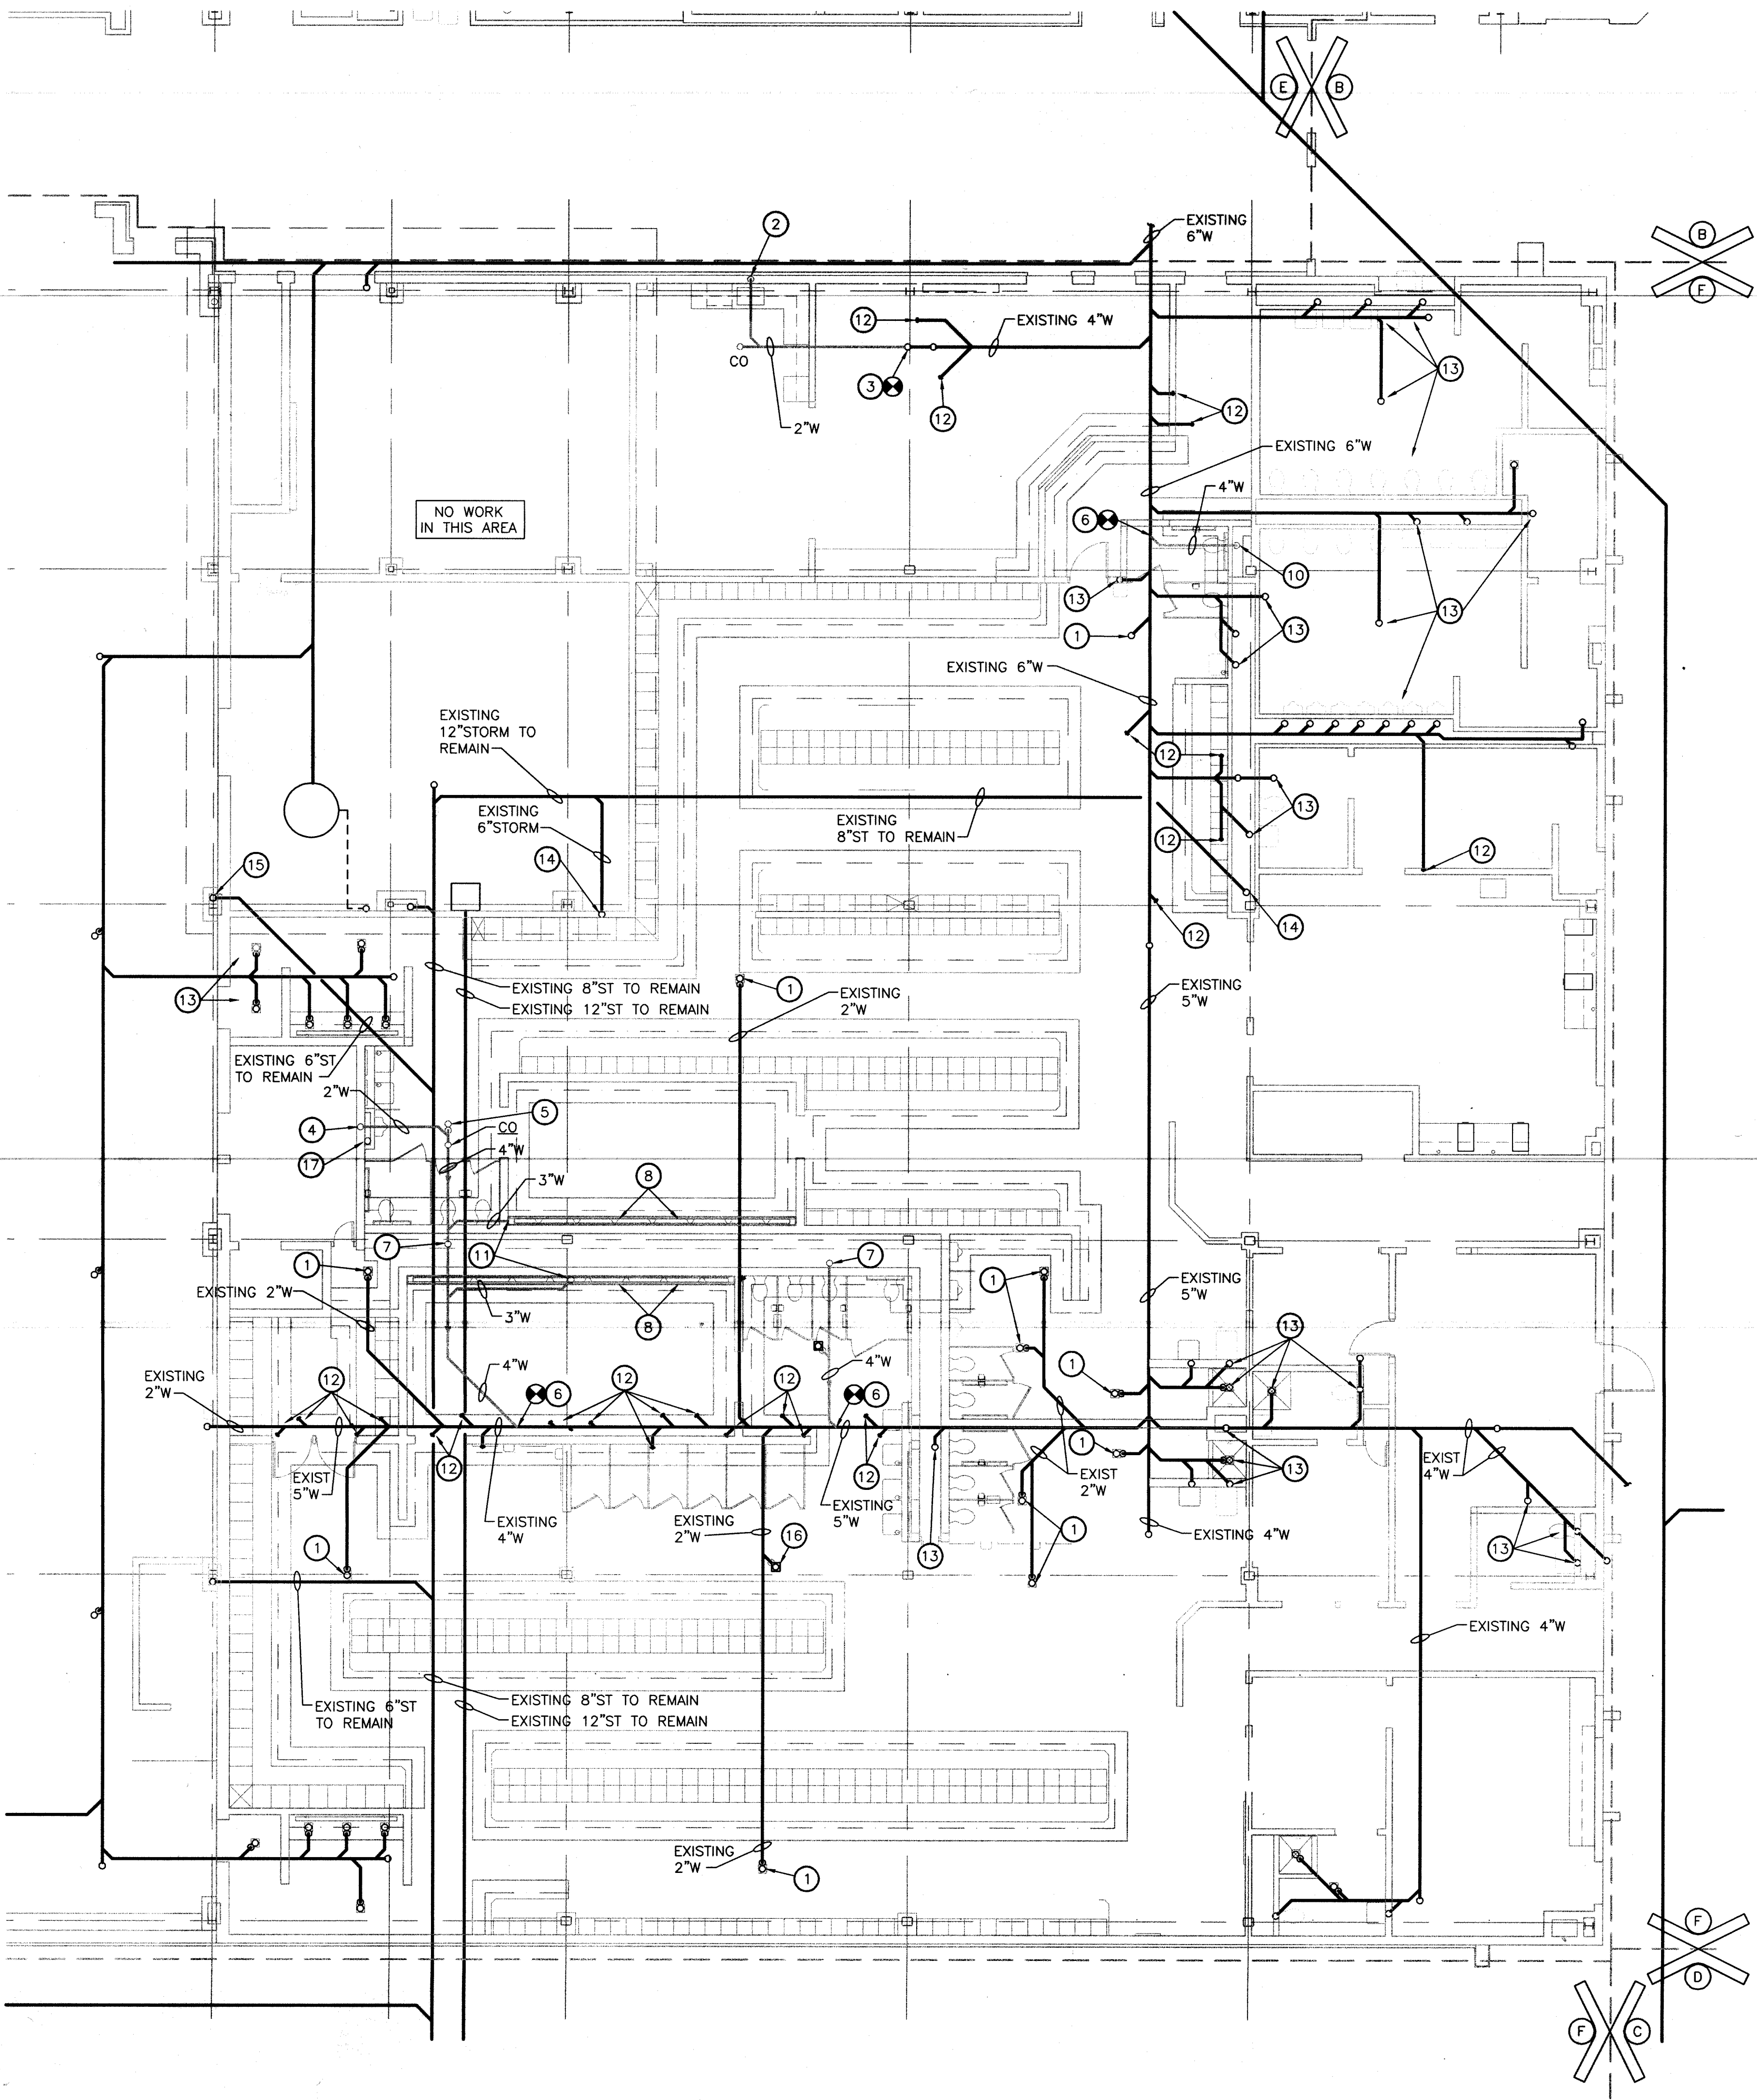 E
B
B
F
2
EXISTING
6"W
12
EXISTING 4"W
CO
3
12
2"W
13
12
EXISTING 6"W
NO WORK
IN THIS AREA
4"W
6
10
13
13
13
1
EXISTING 6"W
EXISTING
12"STORM TO
REMAIN
12
EXISTING
6"STORM
EXISTING
8"ST TO REMAIN
13
12
14
12
15
14
12
13
EXISTING 8"ST TO REMAIN
EXISTING 12"ST TO REMAIN
1
EXISTING
2"W
EXISTING
5"W
EXISTING 6"ST
TO REMAIN
2"W
4
5
CO
17
4"W
3"W
8
7
11
7
1
1
EXISTING 2"W
3"W
8
EXISTING
5"W
13
EXISTING
2"W
12
4"W
6
12
12
4"W
6
1
1
12
12
13
EXIST
5"W
EXISTING
4"W
EXISTING
2"W
EXISTING
5"W
EXIST
2"W
EXIST
4"W
1
16
13
1
EXISTING 4"W
13
EXISTING 4"W
EXISTING 6"ST
TO REMAIN
EXISTING 8"ST TO REMAIN
EXISTING 12"ST TO REMAIN
EXISTING
2"W
1
F
D
F
C